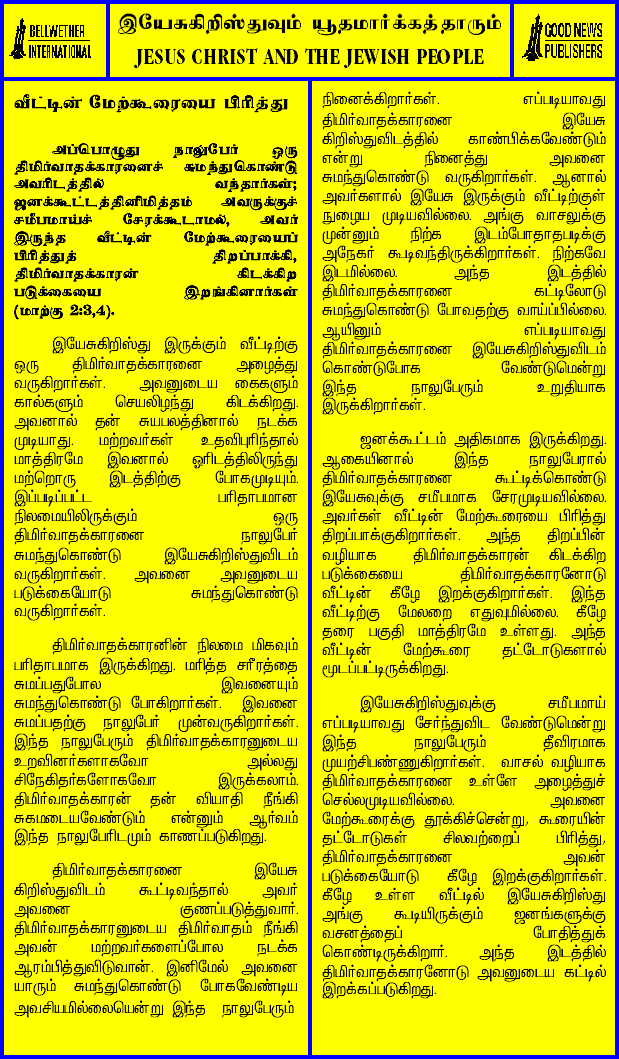 BELLWETHER
INTERNATIONAL
இயேசுகிறிஸ்துவும் யூதமார்க்கத்தாரும்
JESUS CHRIST AND THE JEWISH PEOPLE
GOOD NEWS
PUBLISHERS
வீட்டின் மேற்கூரையை பிரித்து
அப்பொழுது நாலுபேர் ஒரு
திமிர்வாதக்காரனைச் சுமந்துகொண்டு
அவரிடத்தில் வந்தார்கள்;
ஜனக்கூட்டத்தினிமித்தம் அவருக்குச்
சமீபமாய்ச் சேரக்கூடாமல், அவர்
இருந்த வீட்டின் மேற்கூரையைப்
பிரித்துத் திறப்பாக்கி,
திமிர்வாதக்காரன் கிடக்கிற
படுக்கையை இறங்கினார்கள்
(மாற்கு 2:3,4).
இயேசுகிறிஸ்து இருக்கும் வீட்டிற்கு
ஒரு திமிர்வாதக்காரனை அழைத்து
வருகிறார்கள். அவனுடைய கைகளும்
கால்களும் செயலிழந்து கிடக்கிறது.
அவனால் தன் சுயபலத்தினால் நடக்க
முடியாது. மற்றவர்கள் உதவிபுரிந்தால்
மாத்திரமே இவனால் ஓரிடத்திலிருந்து
மற்றொரு இடத்திற்கு போகமுடியும்.
இப்படிப்பட்ட பரிதாபமான
நிலமையிலிருக்கும் ஒரு
திமிர்வாதக்காரனை நாலுபேர்
சுமந்துகொண்டு இயேசுகிறிஸ்துவிடம்
வருகிறார்கள். அவனை அவனுடைய
படுக்கையோடு சுமந்துகொண்டு
வருகிறார்கள்.
திமிர்வாதக்காரனின் நிலமை மிகவும்
பரிதாபமாக இருக்கிறது. மரித்த சரீரத்தை
சுமப்பதுபோல இவனையும்
சுமந்துகொண்டு போகிறார்கள். இவனை
சுமப்பதற்கு நாலுபேர் முன்வருகிறார்கள்.
இந்த நாலுபேரும் திமிர்வாதக்காரனுடைய
உறவினர்களாகவோ அல்லது
சிநேகிதர்களோகவோ இருக்கலாம்.
திமிர்வாதக்காரன் தன் வியாதி நீங்கி
சுகமடையவேண்டும் என்னும் ஆர்வம்
இந்த நாலுபேரிடமும் காணப்படுகிறது.
திமிர்வாதக்காரனை இயேசு
கிறிஸ்துவிடம் கூட்டிவந்தால் அவர்
அவனை குணப்படுத்துவார்.
திமிர்வாதக்காரனுடைய திமிர்வாதம் நீங்கி
அவன் மற்றவர்களைப்போல நடக்க
ஆரம்பித்துவிடுவான். இனிமேல் அவனை
யாரும் சுமந்துகொண்டு போகவேண்டிய
அவசியமில்லையென்று இந்த நாலுபேரும்
நினைக்கிறார்கள். எப்படியாவது
திமிர்வாதக்காரனை இயேசு
கிறிஸ்துவிடத்தில் காண்பிக்கவேண்டும்
என்று நினைத்து அவனை
சுமந்துகொண்டு வருகிறார்கள். ஆனால்
அவர்களால் இயேசு இருக்கும் வீட்டிற்குள்
நுழைய முடியவில்லை. அங்கு வாசலுக்கு
முன்னும் நிற்க இடம்போதாதபடிக்கு
அநேகர் கூடிவந்திருக்கிறார்கள். நிற்கவே
இடமில்லை. அந்த இடத்தில்
திமிர்வாதக்காரனை கட்டிலோடு
சுமந்துகொண்டு போவதற்கு வாய்ப்பில்லை.
ஆயினும் எப்படியாவது
திமிர்வாதக்காரனை இயேசுகிறிஸ்துவிடம்
கொண்டுபோக வேண்டுமென்று
இந்த நாலுபேரும் உறுதியாக
இருக்கிறார்கள்.
ஜனக்கூட்டம் அதிகமாக இருக்கிறது.
ஆகையினால் இந்த நாலுபேரால்
திமிர்வாதக்காரனை கூட்டிக்கொண்டு
இயேசுவுக்கு சமீபமாக சேரமுடியவில்லை.
அவர்கள் வீட்டின் மேற்கூரையை பிரித்து
திறப்பாக்குகிறார்கள். அந்த திறப்பின்
வழியாக திமிர்வாதக்காரன் கிடக்கிற
படுக்கையை திமிர்வாதக்காரனோடு
வீட்டின் கீழே இறக்குகிறார்கள். இந்த
வீட்டிற்கு மேலறை எதுவுமில்லை. கீழே
தரை பகுதி மாத்திரமே உள்ளது. அந்த
வீட்டின் மேற்கூரை தட்டோடுகளால்
மூடப்பட்டிருக்கிறது.
இயேசுகிறிஸ்துவுக்கு சமீபமாய்
எப்படியாவது சேர்ந்துவிட வேண்டுமென்று
இந்த நாலுபேரும் தீவிரமாக
முயற்சிபண்ணுகிறார்கள். வாசல் வழியாக
திமிர்வாதக்காரனை உள்ளே அழைத்துச்
செல்லமுடியவில்லை. அவனை
மேற்கூரைக்கு தூக்கிச்சென்று, கூரையின்
தட்டோடுகள் சிலவற்றைப் பிரித்து,
திமிர்வாதக்காரனை அவன்
படுக்கையோடு கீழே இறக்குகிறார்கள்.
கீழே உள்ள வீட்டில் இயேசுகிறிஸ்து
அங்கு கூடியிருக்கும் ஜனங்களுக்கு
வசனத்தைப் போதித்துக்
கொண்டிருக்கிறார். அந்த இடத்தில்
திமிர்வாதக்காரனோடு அவனுடைய கட்டில்
இறக்கப்படுகிறது.